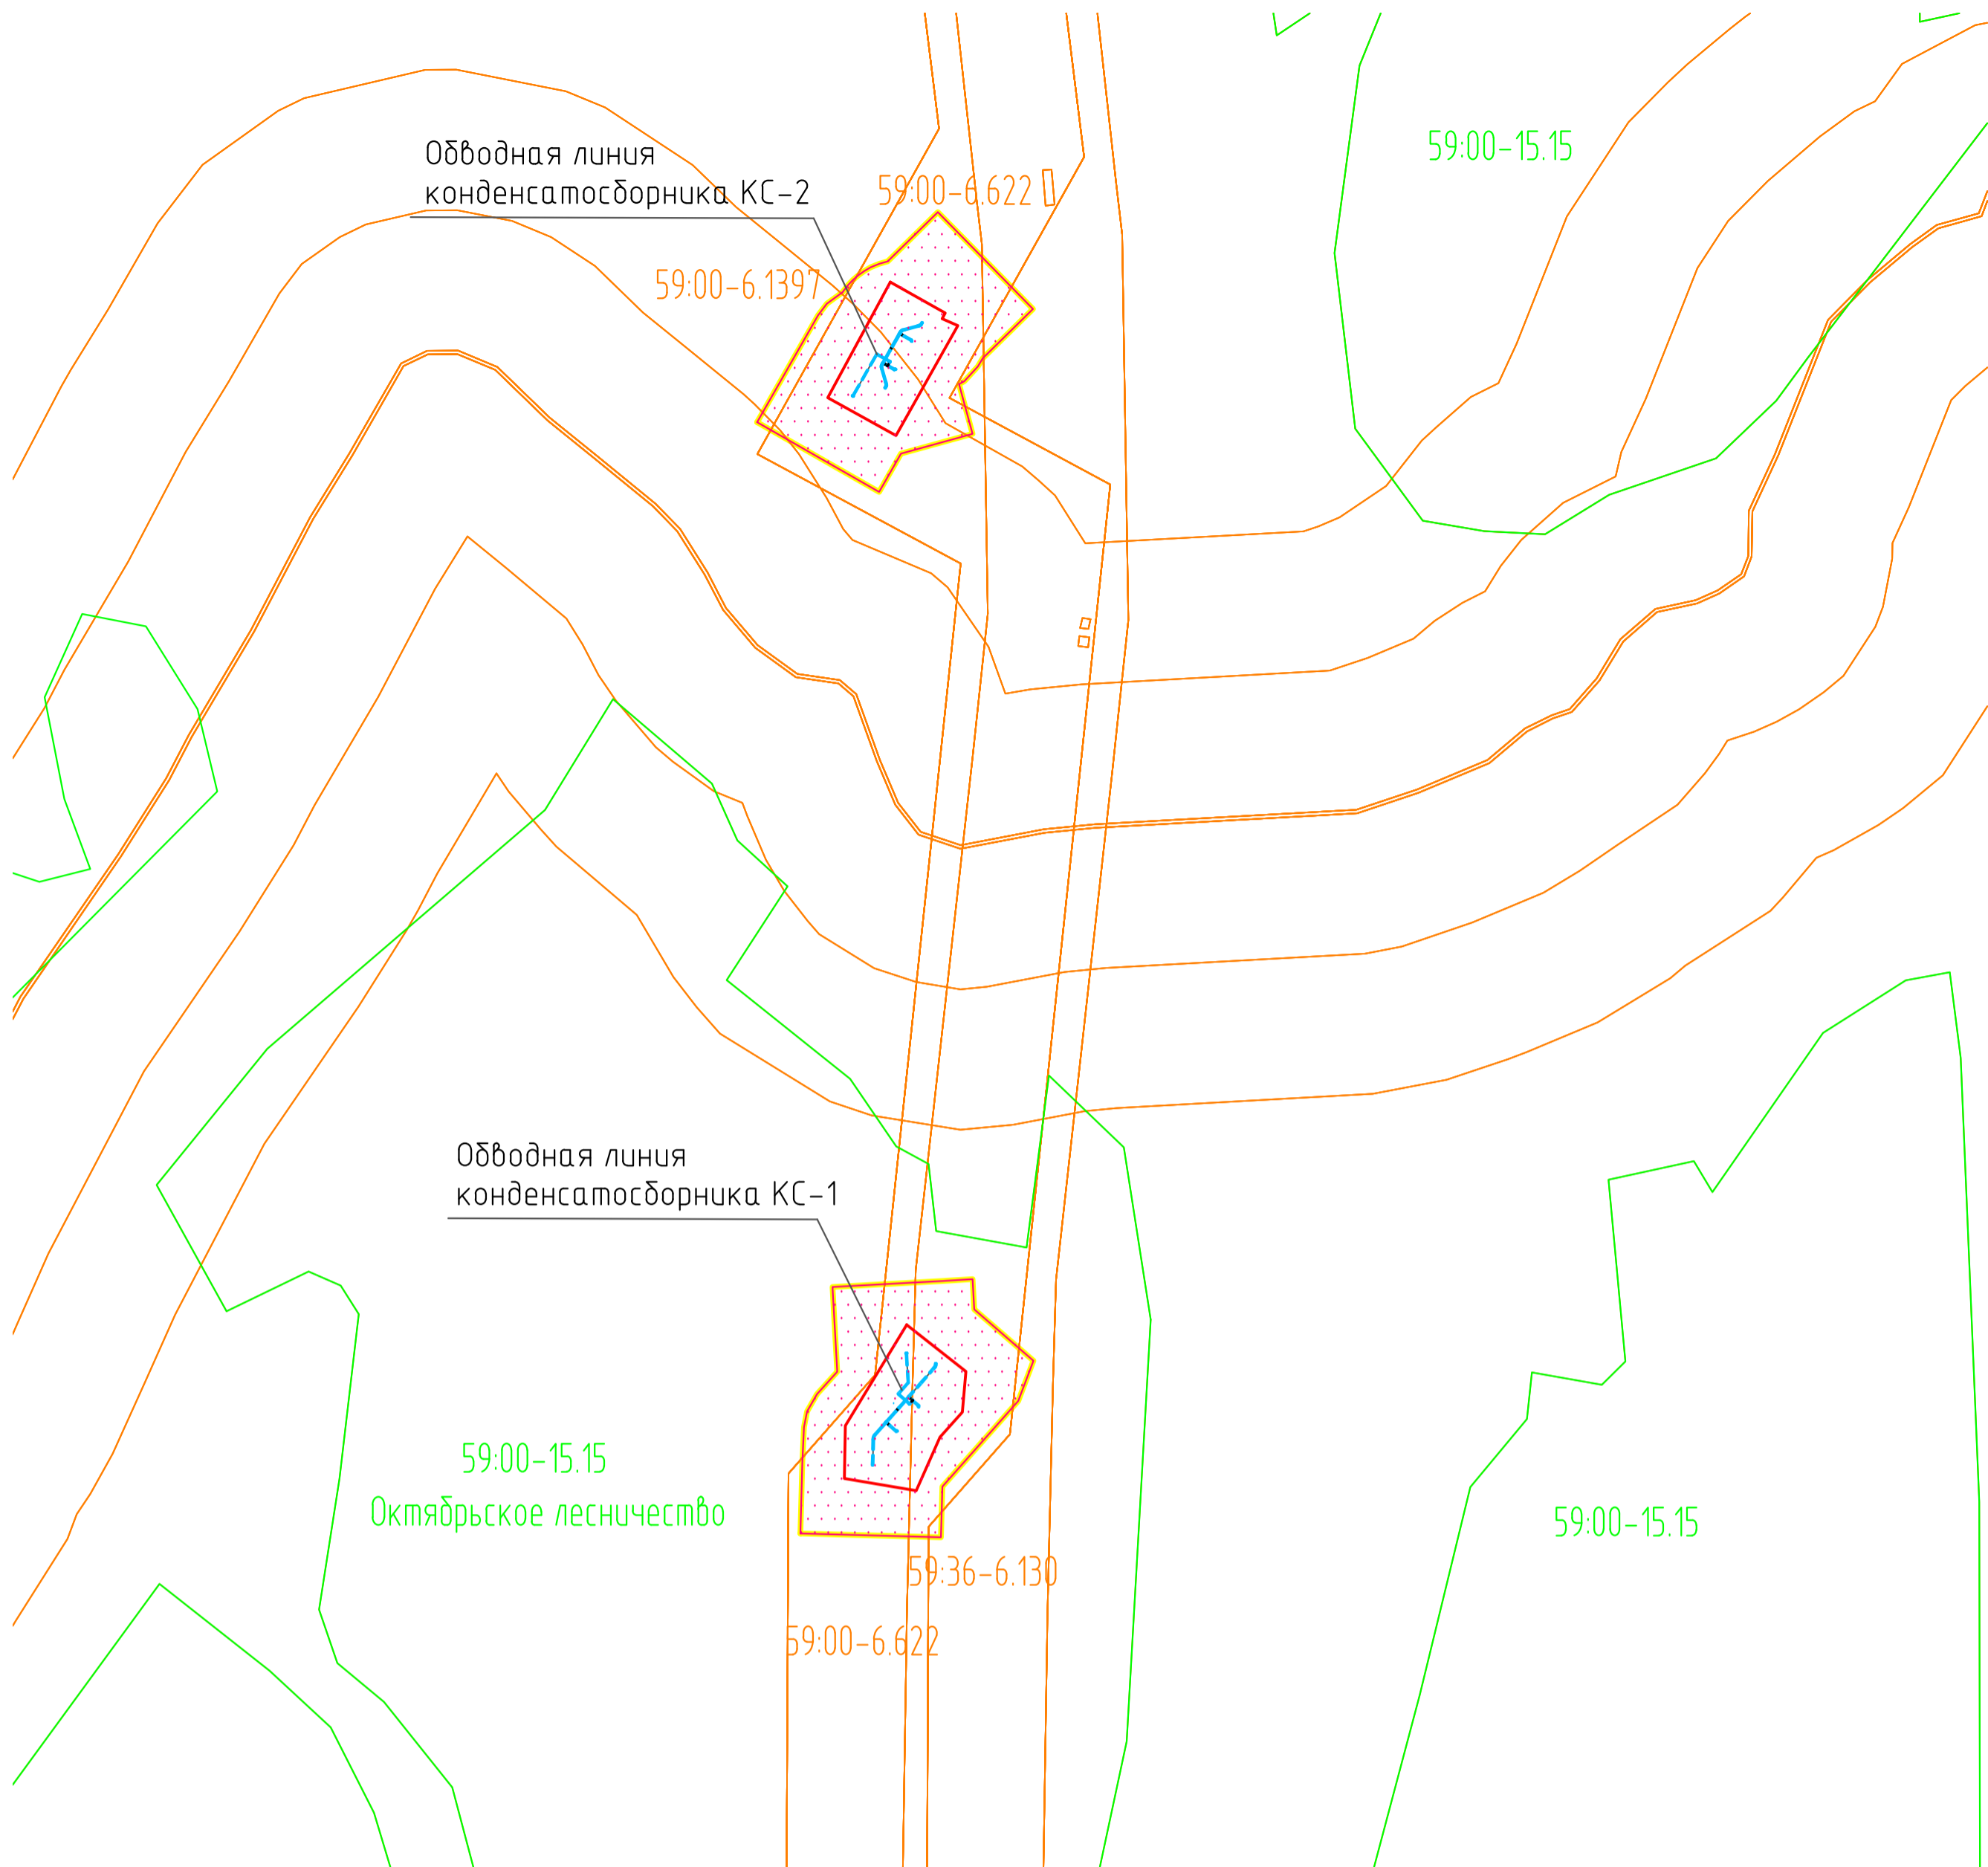 59:00-15.15
Обводная линия
конденсатосборника КС-2
59:00-6.622
59:00-6.1397
Обводная линия
конденсатосборника КС-1
59:00-15.15
Октябрьское лесничество
59:00-15.15
59:36-6.130
59:00-6.622